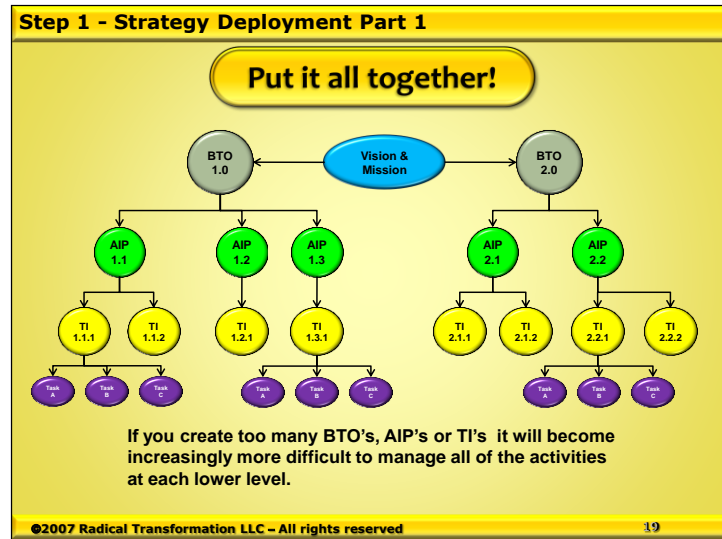 Step 1 - Strategy Deployment Part 1
Put it all together!
BTO
1.0
Vision &
Mission
BTO
2.0
AIP
1.1
AIP
1.2
AIP
1.3
AIP
2.1
AIP
2.2
TI
1.1.1
TI
1.1.2
TI
1.2.1
TI
1.3.1
TI
2.1.1
TI
2.1.2
TI
2.2.1
TI
2.2.2
Task
A
Task
B
Task
C
Task
A
Task
B
Task
C
Task
A
Task
B
Task
C
If you create too many BTO's, AIP's or TI's it will become
increasingly more difficult to manage all of the activities
at each lower level.
©2007 Radical Transformation LLC – All rights reserved
19